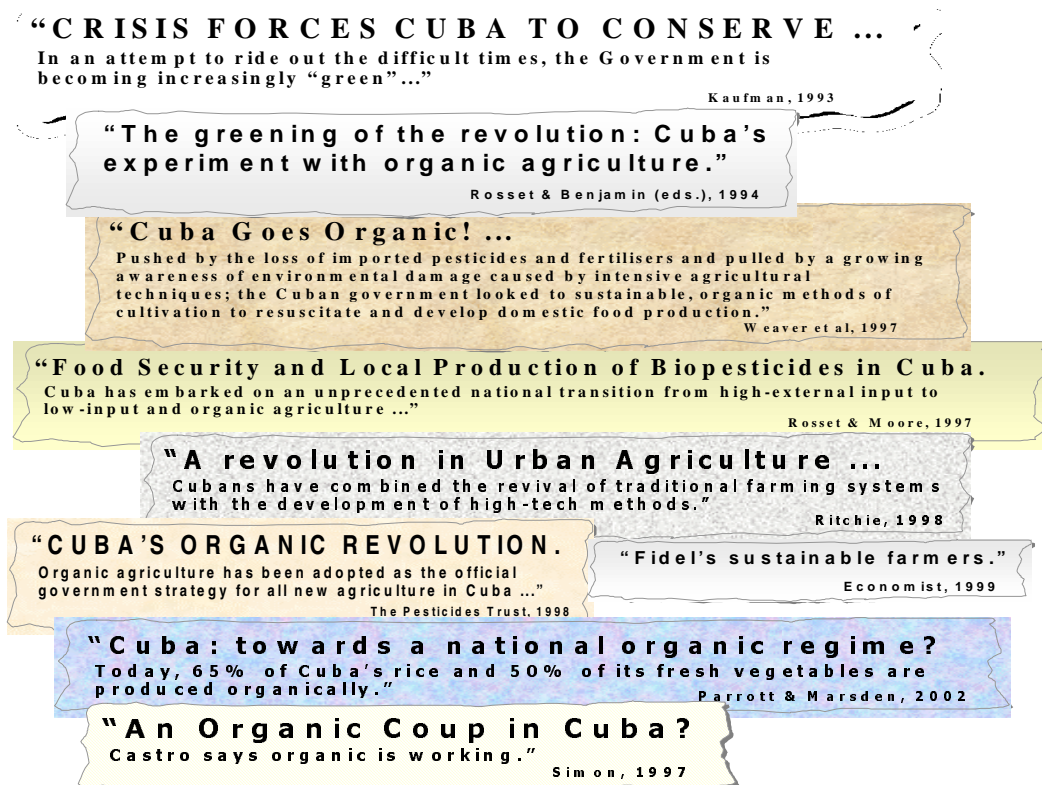 “CRISIS FORCES CUBA TO CONSERVE ...
In an attempt to ride out the difficult times, the Government is
becoming increasingly “green”...”
Kaufman, 1993
“The greening of the revolution: Cuba’s
experiment with organic agriculture.”
Rosset & Benjamin (eds.), 1994
“Cuba Goes Organic! ...
Pushed by the loss of imported pesticides and fertilisers and pulled by a growing
awareness of environmental damage caused by intensive agricultural
techniques; the Cuban government looked to sustainable, organic methods of
cultivation to resuscitate and develop domestic food production.”
Weaver et al, 1997
“Food Security and Local Production of Biopesticides in Cuba.
Cuba has embarked on an unprecedented national transition from high-external input to
low-input and organic agriculture ...”
Rosset & Moore, 1997
“A revolution in Urban Agriculture ...
Cubans have combined the revival of traditional farming systems
with the development of high-tech methods.”
Ritchie, 1998
“CUBA’S ORGANIC REVOLUTION.
Organic agriculture has been adopted as the official
government strategy for all new agriculture in Cuba ...”
The Pesticides Trust, 1998
“Fidel’s sustainable farmers.”
Economist, 1999
“Cuba: towards a national organic regime?
Today, 65% of Cuba’s rice and 50% of its fresh vegetables are
produced organically.”
Parrott & Marsden, 2002
“An Organic Coup in Cuba?
Castro says organic is working.”
Simon, 1997